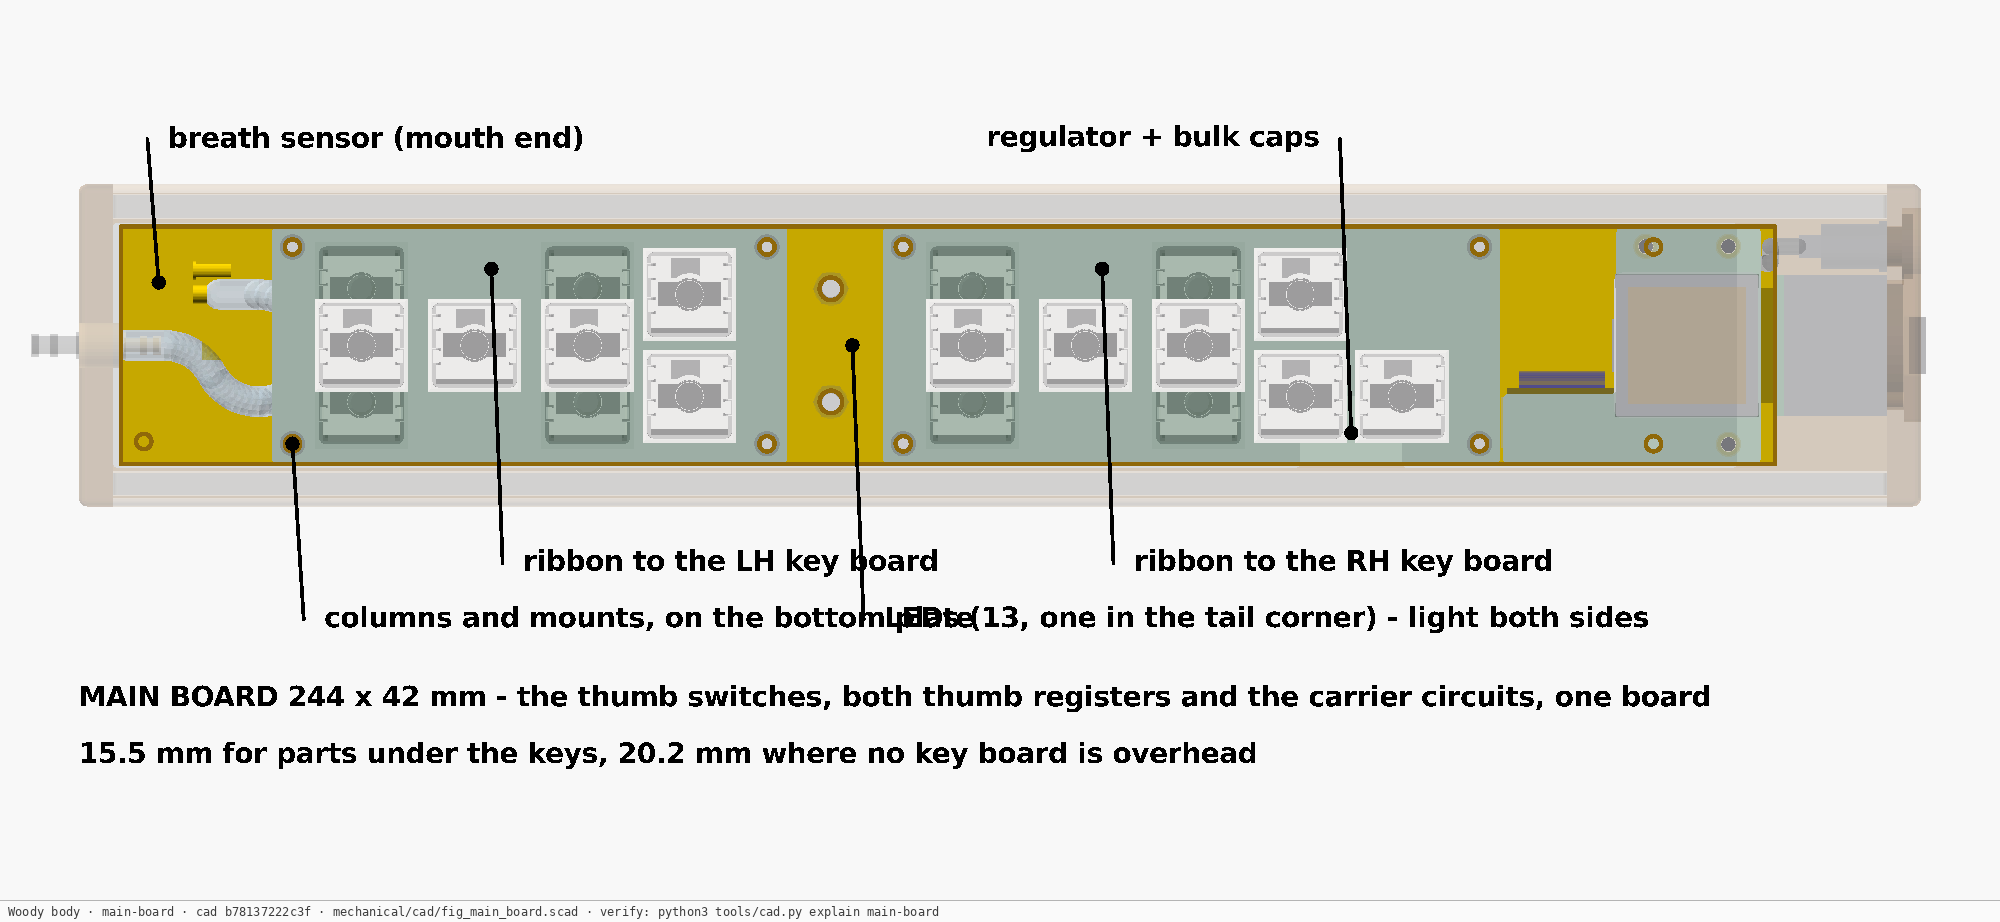 breath sensor (mouth end)
regulator + bulk caps
ribbon to the LH key board
ribbon to the RH key board
columns and mounts, on the bottom plate
LEDs (13, one in the tail corner) - light both sides
MAIN BOARD 244 x 42 mm - the thumb switches, both thumb registers and the carrier circuits, one board
15.5 mm for parts under the keys, 20.2 mm where no key board is overhead
Woody body · main-board · cad b78137222c3f · mechanical/cad/fig_main_board.scad · verify: python3 tools/cad.py explain main-board